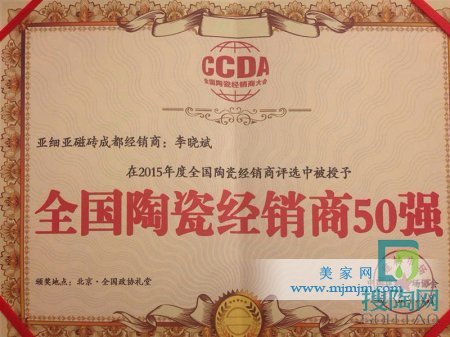 CCDA
全国陶瓷经销商大会
亚细亚磁砖成都经销商：李晓斌
在2015年度全国陶瓷经销商评选中被授予
全国陶瓷经销商50强
颁奖地点：北京·全国政协礼堂
美家网
www.mjmjm.com
搜陶网
SOUTAO